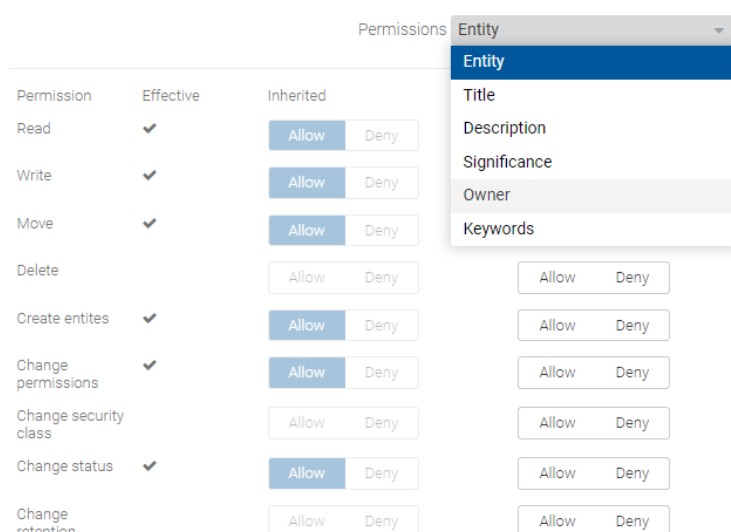 Permissions Entity
Entity
Title
Description
Significance
Owner
Keywords
Permission Effective Inherited
Read Allow Deny
Write Allow Deny
Move Allow Deny
Delete Allow Deny Allow Deny
Create entites Allow Deny Allow Deny
Change
permissions Allow Deny Allow Deny
Change security
class Allow Deny Allow Deny
Change status Allow Deny Allow Deny
Change
retention Allow Deny Allow Deny